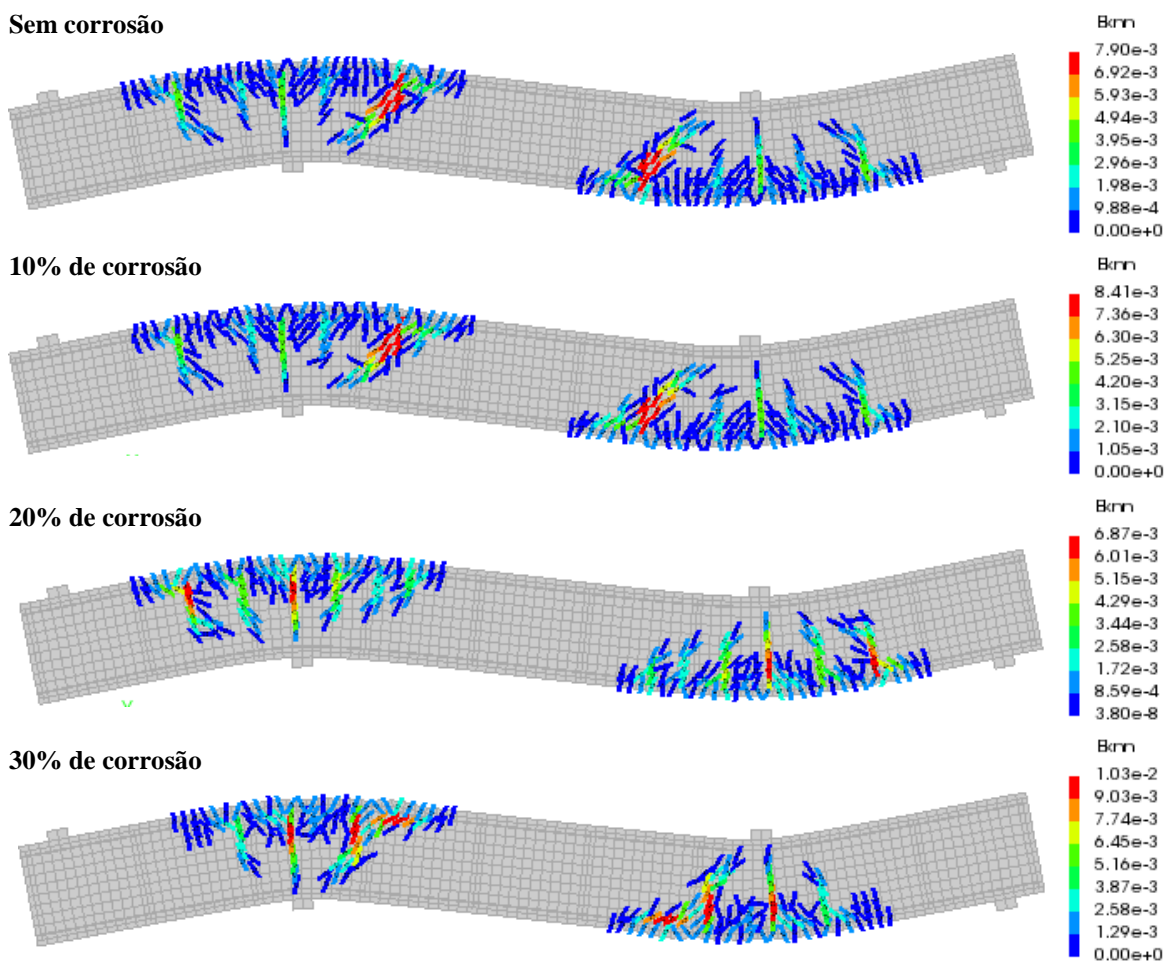 Sem corrosão
Eknn
7.90e-3
6.92e-3
5.93e-3
4.94e-3
3.95e-3
2.96e-3
1.98e-3
9.88e-4
0.00e+0
10% de corrosão
Eknn
8.41e-3
7.36e-3
6.30e-3
5.25e-3
4.20e-3
3.15e-3
2.10e-3
1.05e-3
0.00e+0
20% de corrosão
Eknn
6.87e-3
6.01e-3
5.15e-3
4.29e-3
3.44e-3
2.58e-3
1.72e-3
8.59e-4
3.80e-8
Y
30% de corrosão
Eknn
1.03e-2
9.03e-3
7.74e-3
6.45e-3
5.16e-3
3.87e-3
2.58e-3
1.29e-3
0.00e+0